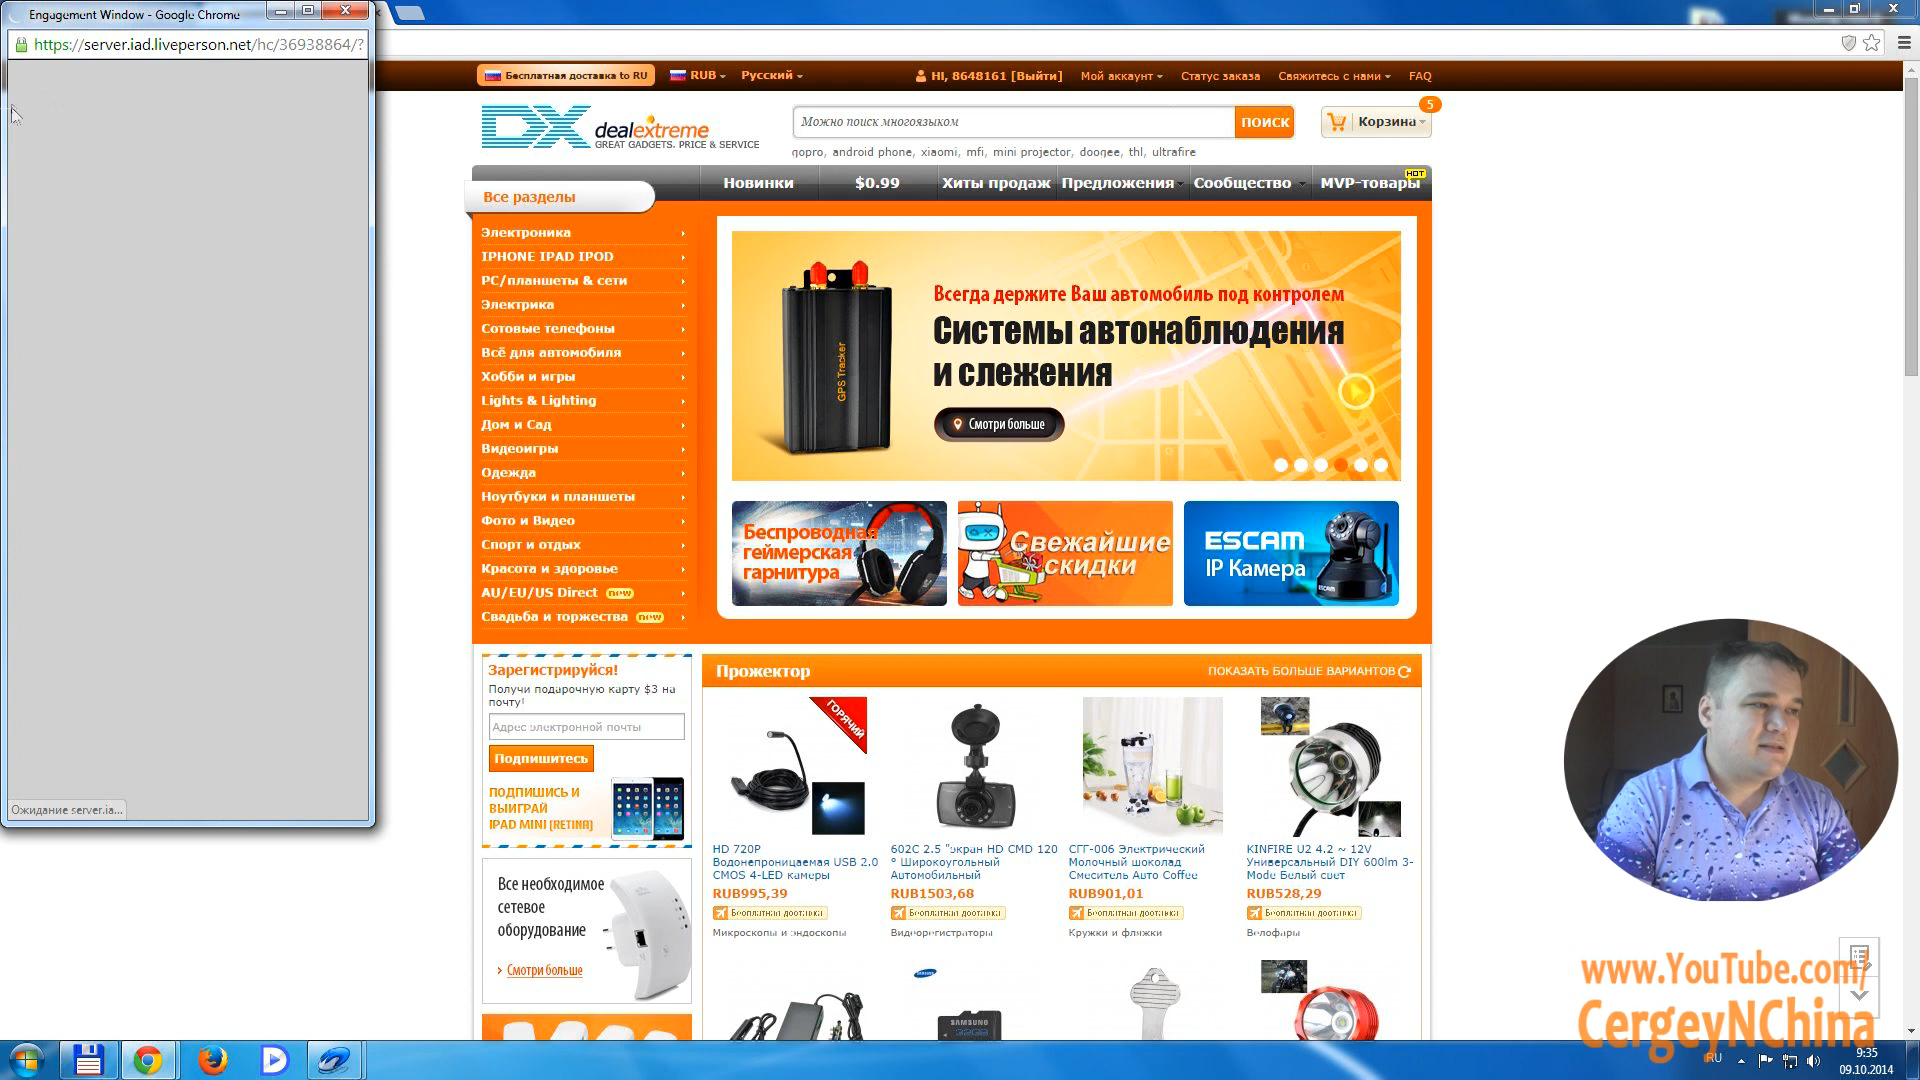 Engagement Window - Google Chrome
https://server.iad.liveperson.net/hc/36938864/?
Бесплатная доставка to RU
RUB
Русский
HI, 8648161 [Выйти]
Мой аккаунт
Статус заказа
Свяжитесь с нами
FAQ
DX dealextreme
GREAT GADGETS. PRICE & SERVICE
Можно поиск многоязыком
ПОИСК
Корзина
5
gopro, android phone, xiaomi, mfi, mini projector, doogee, thl, ultrafire
Все разделы
Новинки
$0.99
Хиты продаж
Предложения
Сообщество
MVP-товары
HOT
Электроника
IPHONE IPAD IPOD
PC/планшеты & сети
Электрика
Сотовые телефоны
Всё для автомобиля
Хобби и игры
Lights & Lighting
Дом и Сад
Видеоигры
Одежда
Ноутбуки и планшеты
Фото и Видео
Спорт и отдых
Красота и здоровье
AU/EU/US Direct new
Свадьба и торжества new
GPS Tracker
Всегда держите Ваш автомобиль под контролем
Системы автонаблюдения
и слежения
Смотри больше
Беспроводная
геймерская
гарнитура
Свежайшие
скидки
ESCAM
IP Камера
Зарегистрируйся!
Получи подарочную карту $3 на
почту!
Адрес электронной почты
Подпишитесь
ПОДПИШИСЬ И
ВЫИГРАЙ
IPAD MINI [RETINA]
Все необходимое
сетевое
оборудование
Смотри больше
Прожектор
ПОКАЗАТЬ БОЛЬШЕ ВАРИАНТОВ
ГОРЯЧИЙ
HD 720P
Водонепроницаемая USB 2.0
CMOS 4-LED камеры
RUB995,39
Бесплатная доставка
Микроскопы и эндоскопы
602C 2.5 "экран HD CMD 120
° Широкоугольный
Автомобильный
RUB1503,68
Бесплатная доставка
Видеорегистраторы
СГГ-006 Электрический
Молочный шоколад
Смеситель Auto Coffee
RUB901,01
Бесплатная доставка
Кружки и фляжки
KINFIRE U2 4.2 ~ 12V
Универсальный DIY 600lm 3-
Mode Белый свет
RUB528,29
Бесплатная доставка
Велофары
SAMSUNG
Ожидание server.ia...
www.YouTube.com/
CergeyNChina
RU
9:35
09.10.2014